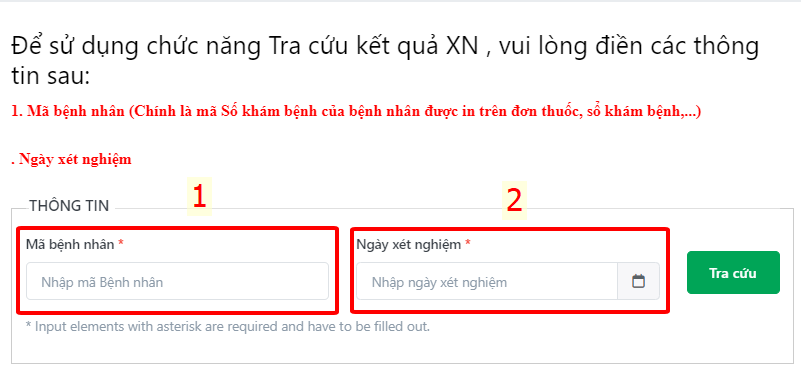 Để sử dụng chức năng Tra cứu kết quả XN , vui lòng điền các thông
tin sau:
1. Mã bệnh nhân (Chính là mã Số khám bệnh của bệnh nhân được in trên đơn thuốc, sổ khám bệnh,...)
. Ngày xét nghiệm
1
2
THÔNG TIN
Mã bệnh nhân *
Ngày xét nghiệm *
Nhập mã Bệnh nhân
Nhập ngày xét nghiệm
Tra cứu
* Input elements with asterisk are required and have to be filled out.